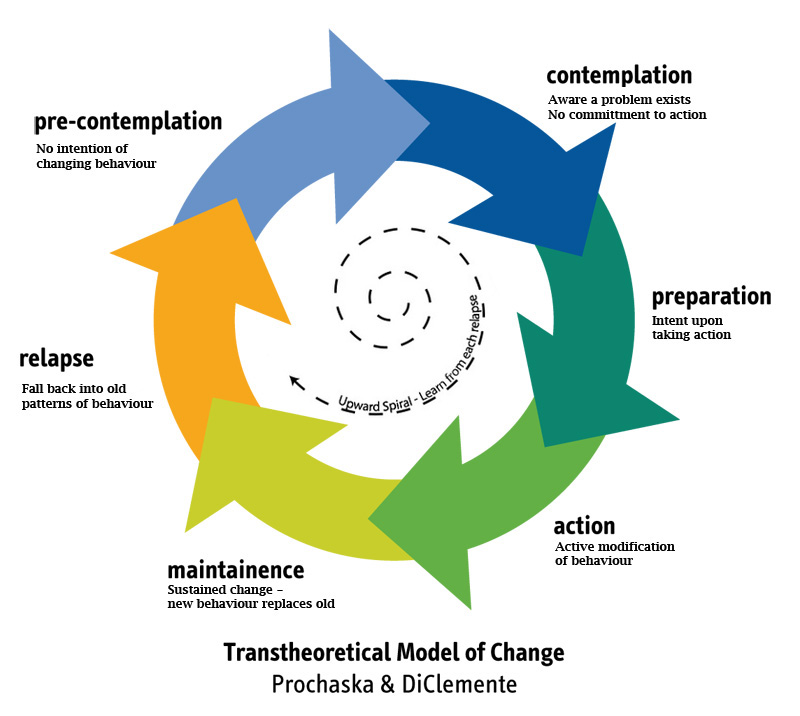 pre-contemplation
No intention of
changing behaviour
contemplation
Aware a problem exists
No committment to action
preparation
Intent upon
taking action
action
Active modification
of behaviour
maintainence
Sustained change –
new behaviour replaces old
relapse
Fall back into old
patterns of behaviour
Upward Spiral - Learn from each relapse
Transtheoretical Model of Change
Prochaska & DiClemente